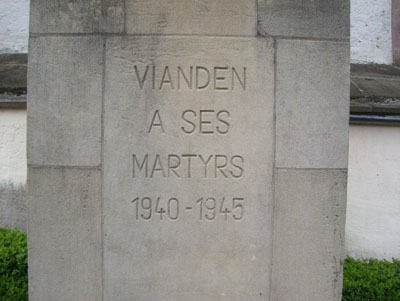 VIANDEN
A SES
MARTYRS
1940-1945